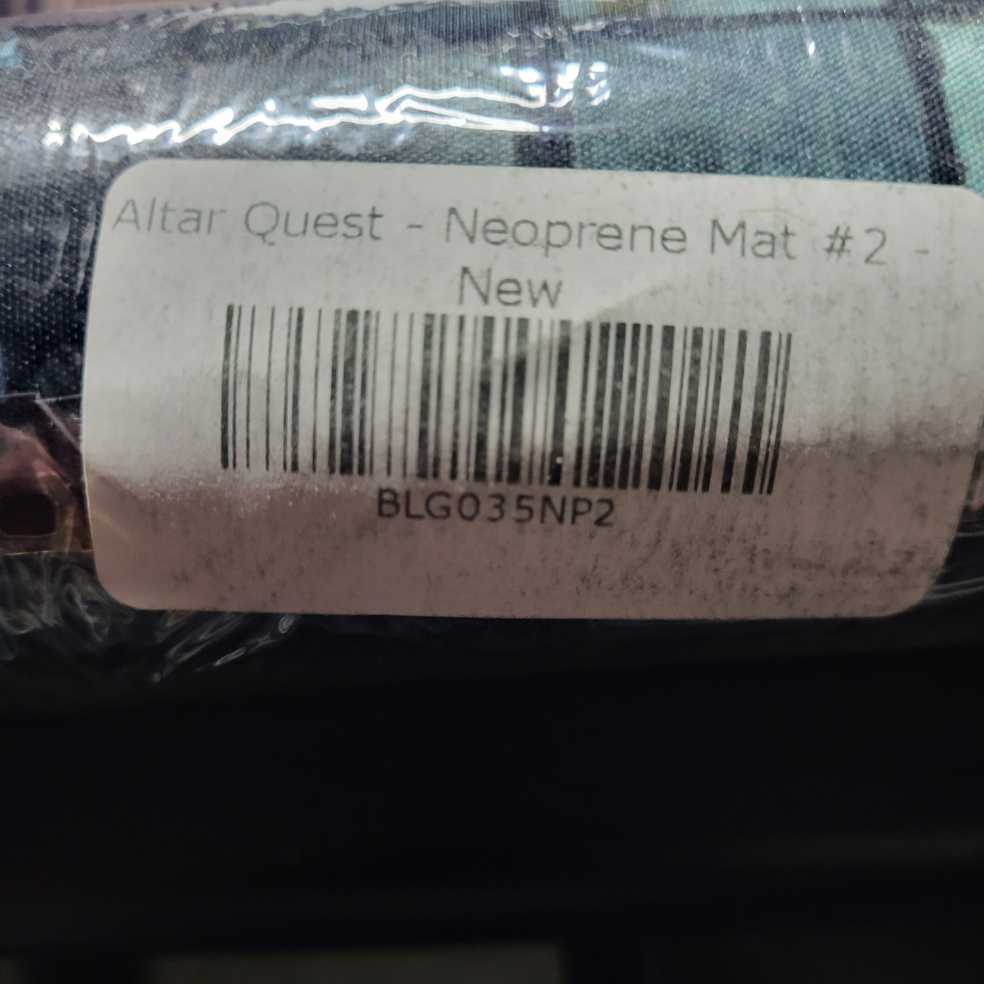 Altar Quest - Neoprene Mat #2 -
New
BLG035NP2